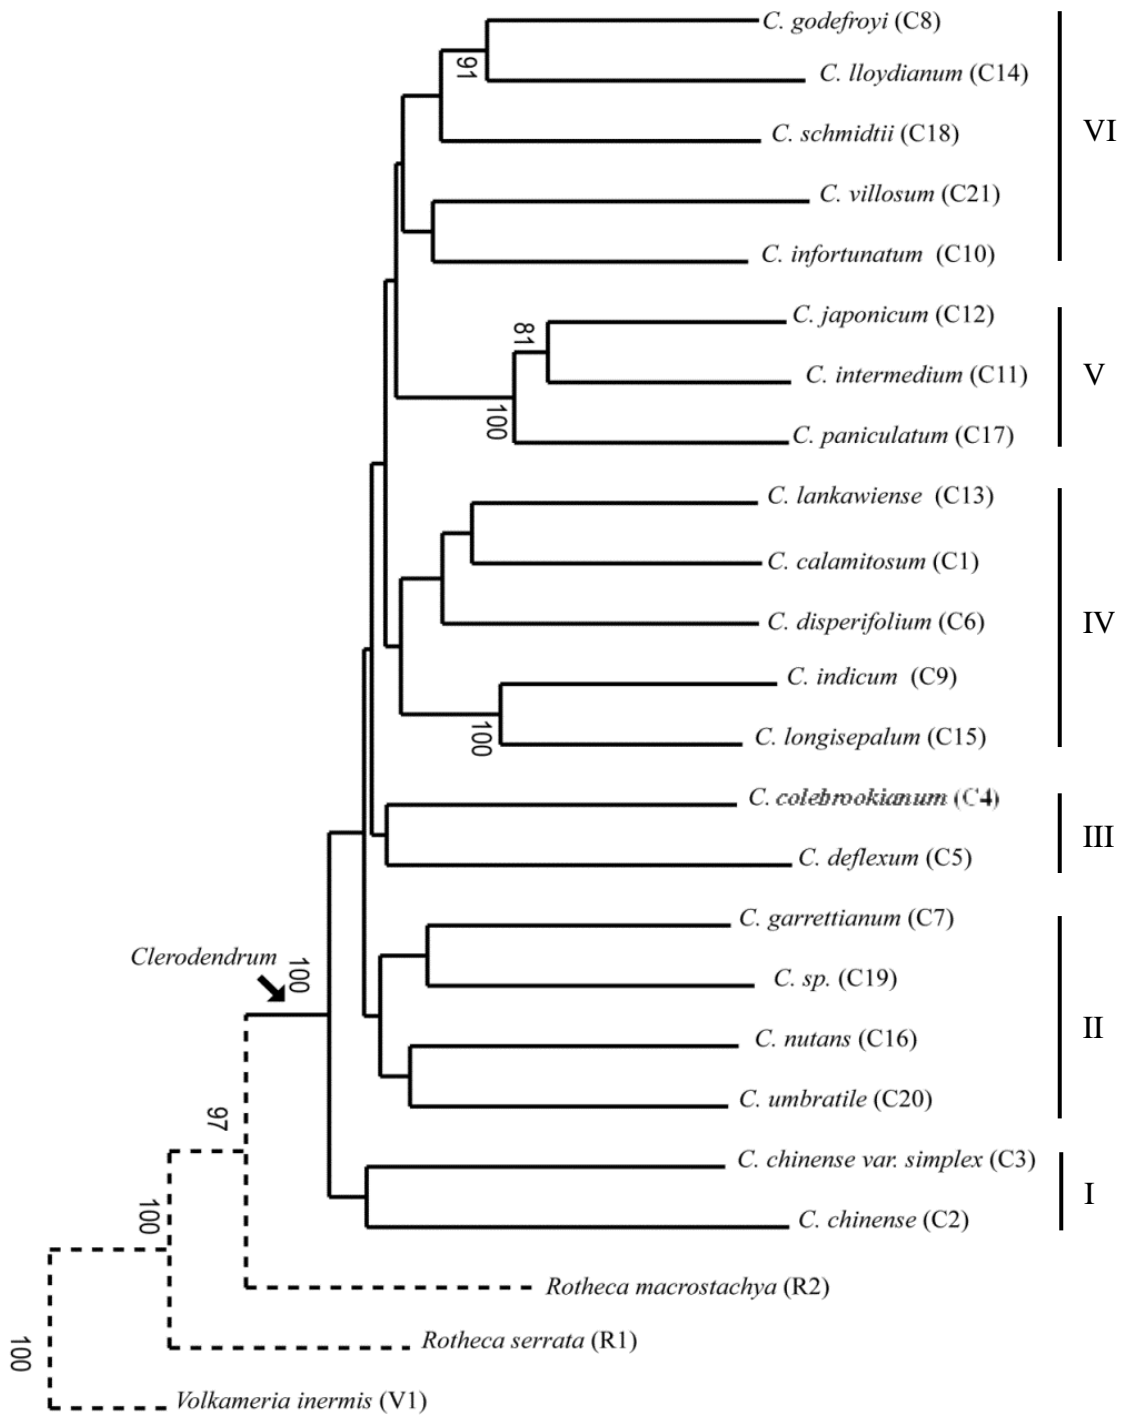 C. godefroyi (C8)
91
C. lloydianum (C14)
C. schmidtii (C18)
VI
C. villosum (C21)
C. infortunatum (C10)
C. japonicum (C12)
81
C. intermedium (C11)
V
100
C. paniculatum (C17)
C. lankawiense (C13)
C. calamitosum (C1)
C. disperifolium (C6)
IV
C. indicum (C9)
100
C. longisepalum (C15)
C. colebrookianum (C4)
III
C. deflexum (C5)
C. garrettianum (C7)
Clerodendrum
100
C. sp. (C19)
II
C. nutans (C16)
C. umbratile (C20)
97
C. chinense var. simplex (C3)
I
100
C. chinense (C2)
Rotheca macrostachya (R2)
Rotheca serrata (R1)
100
Volkameria inermis (V1)